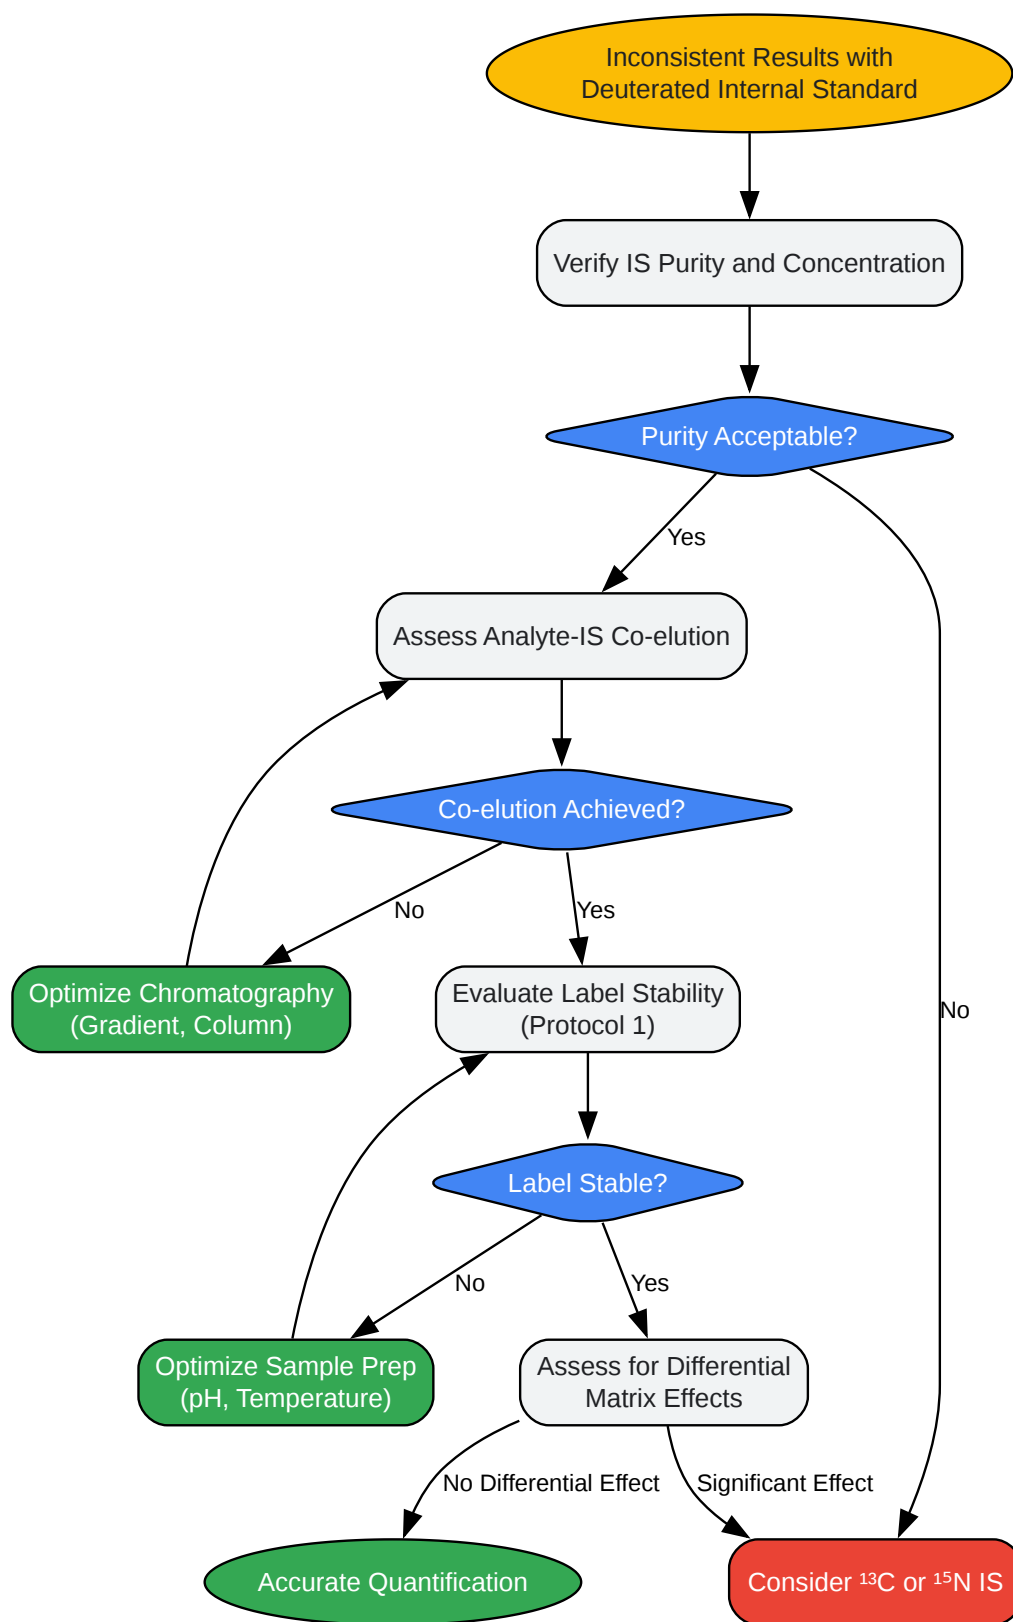 Inconsistent Results with
Deuterated Internal Standard
Verify IS Purity and Concentration
Purity Acceptable?
Yes
Assess Analyte-IS Co-elution
Co-elution Achieved?
No
Yes
Optimize Chromatography
(Gradient, Column)
Evaluate Label Stability
(Protocol 1)
No
Label Stable?
No
Yes
Optimize Sample Prep
(pH, Temperature)
Assess for Differential
Matrix Effects
No Differential Effect
Significant Effect
Accurate Quantification
Consider ¹³C or ¹⁵N IS